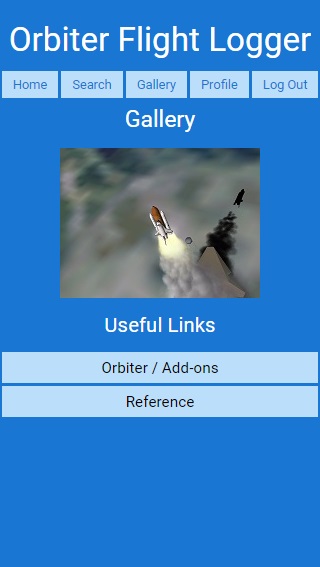 Orbiter Flight Logger
Home Search Gallery Profile Log Out
Gallery
Useful Links
Orbiter / Add-ons
Reference